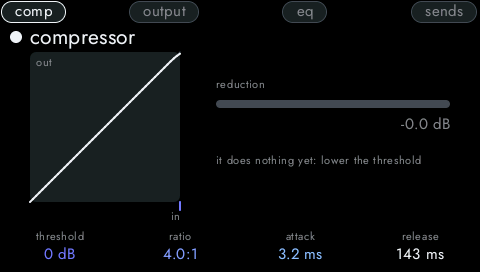 comp output eq sends
compressor
out
reduction
-0.0 dB
it does nothing yet: lower the threshold
in
threshold ratio attack release
0 dB 4.0:1 3.2 ms 143 ms